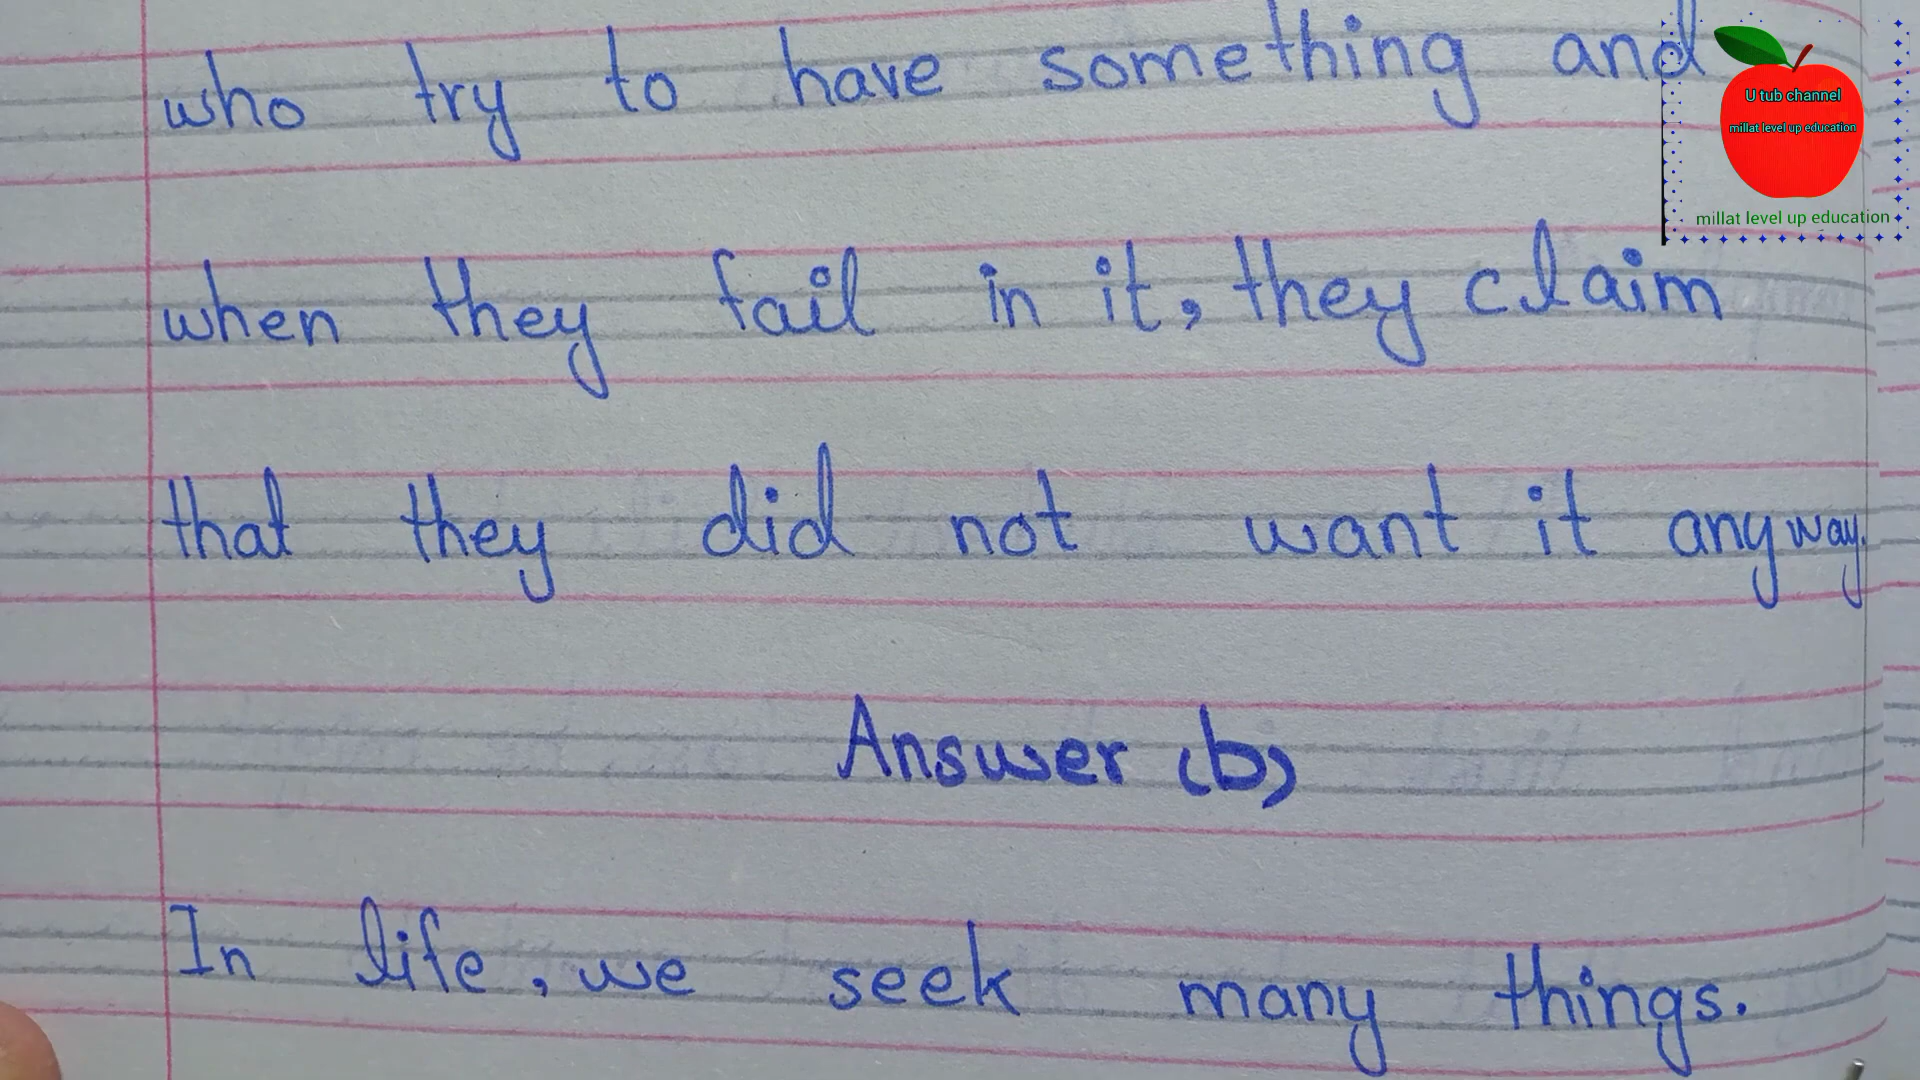 who try to have something and
when they fail in it, they claim
that they did not want it anyway.
Answer (b)
In life, we seek many things.
U tub channel
millat level up education
millat level up education